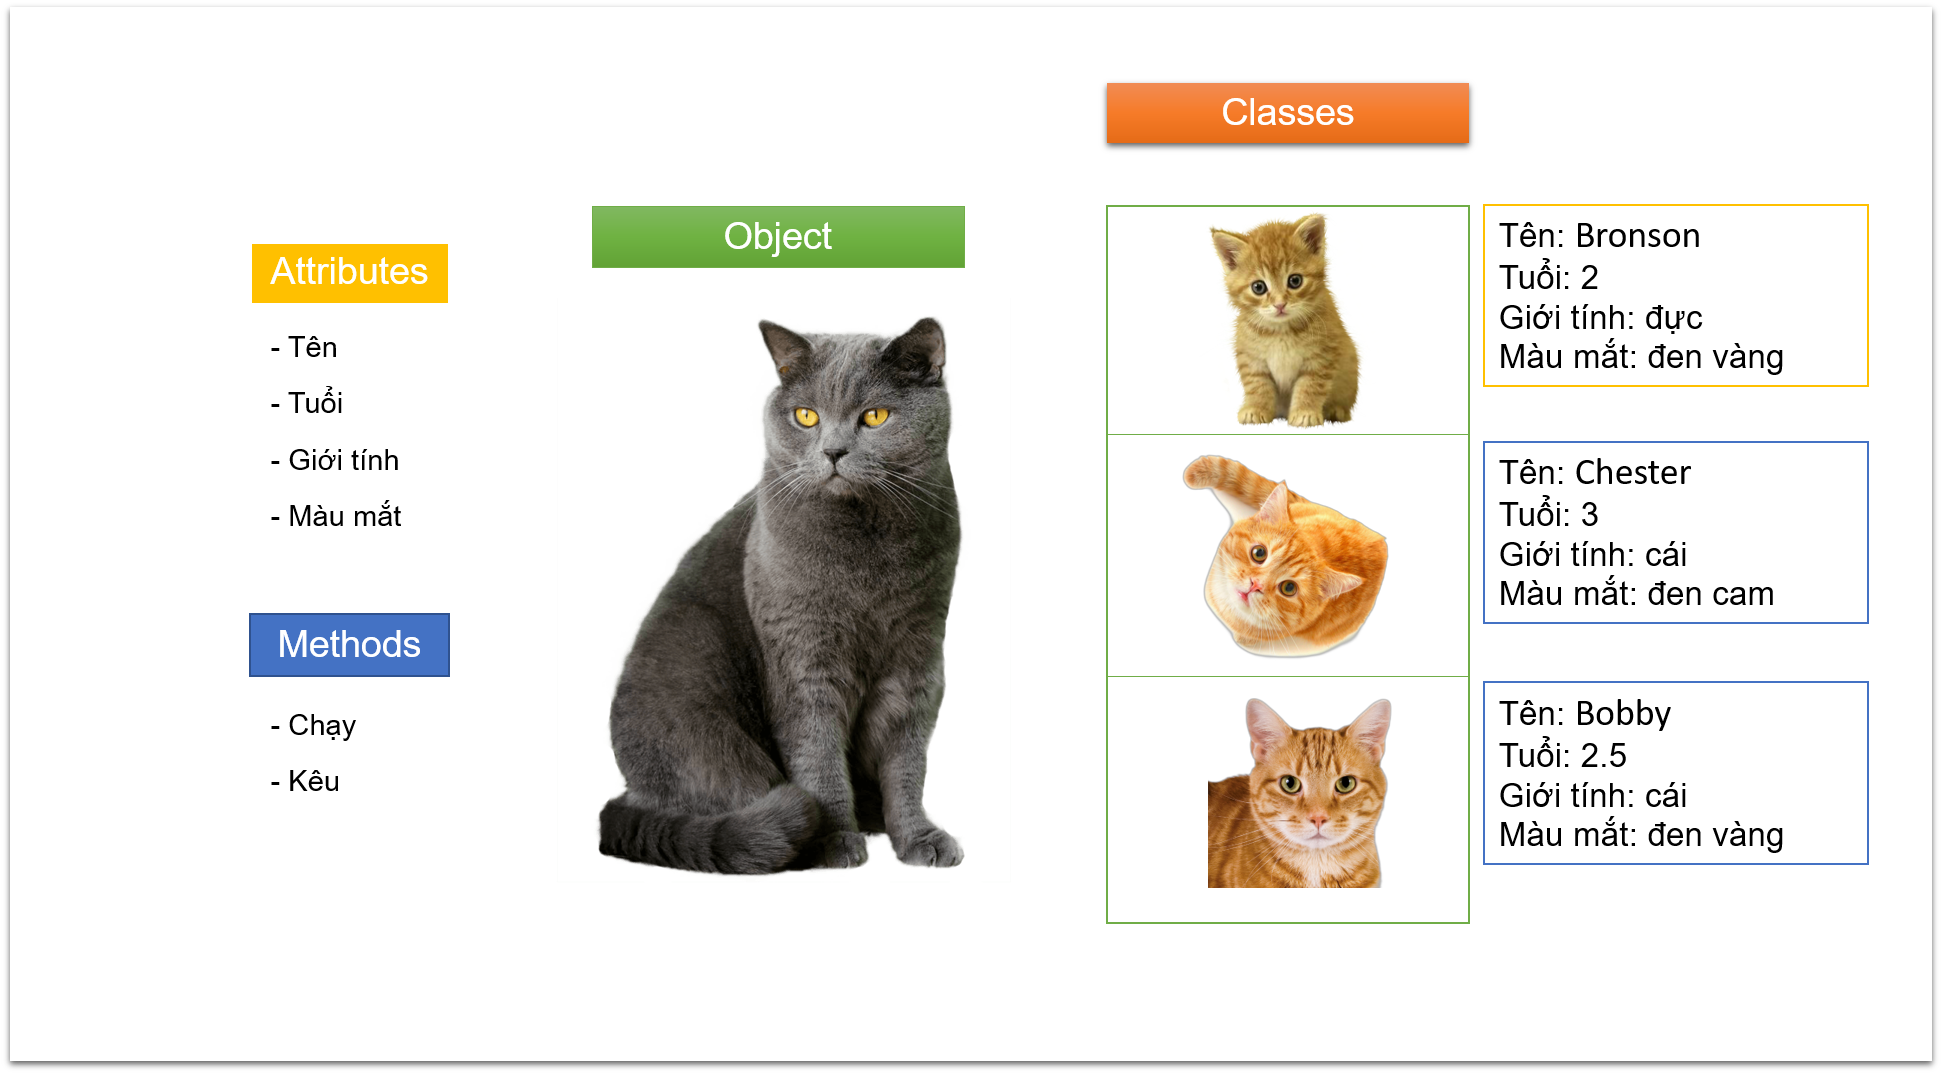 Classes
Object
Attributes
- Tên
- Tuổi
- Giới tính
- Màu mắt
Methods
- Chạy
- Kêu
Tên: Bronson
Tuổi: 2
Giới tính: đực
Màu mắt: đen vàng
Tên: Chester
Tuổi: 3
Giới tính: cái
Màu mắt: đen cam
Tên: Bobby
Tuổi: 2.5
Giới tính: cái
Màu mắt: đen vàng